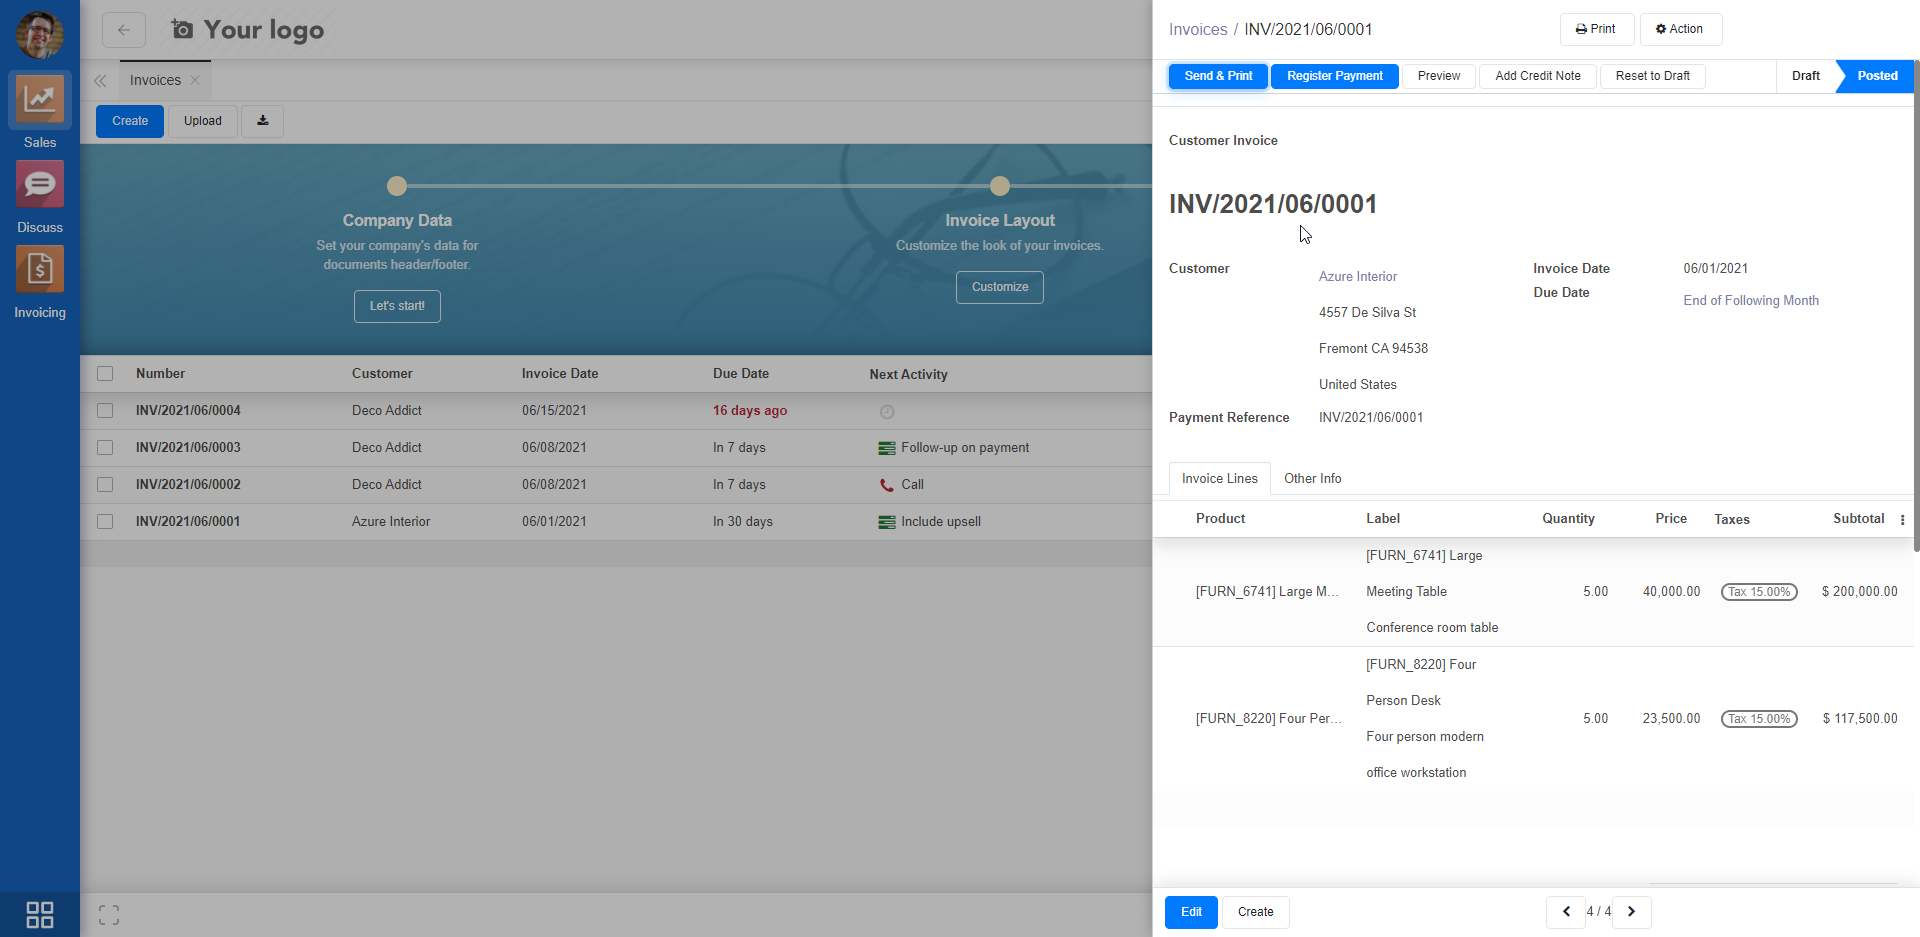 Your logo
Invoices
Create
Upload
Sales
Discuss
Invoicing
Company Data
Set your company's data for
documents header/footer.
Let's start!
Invoice Layout
Customize the look of your invoices.
Customize
Number Customer Invoice Date Due Date Next Activity
INV/2021/06/0004 Deco Addict 06/15/2021 16 days ago
INV/2021/06/0003 Deco Addict 06/08/2021 In 7 days Follow-up on payment
INV/2021/06/0002 Deco Addict 06/08/2021 In 7 days Call
INV/2021/06/0001 Azure Interior 06/01/2021 In 30 days Include upsell
Invoices / INV/2021/06/0001
Print
Action
Send & Print
Register Payment
Preview
Add Credit Note
Reset to Draft
Draft
Posted
Customer Invoice
INV/2021/06/0001
Customer
Azure Interior
4557 De Silva St
Fremont CA 94538
United States
Payment Reference INV/2021/06/0001
Invoice Date 06/01/2021
Due Date End of Following Month
Invoice Lines
Other Info
Product Label Quantity Price Taxes Subtotal
[FURN_6741] Large M... [FURN_6741] Large
Meeting Table
Conference room table
5.00 40,000.00 Tax 15.00% $ 200,000.00
[FURN_8220] Four Per... [FURN_8220] Four
Person Desk
Four person modern
office workstation
5.00 23,500.00 Tax 15.00% $ 117,500.00
Edit
Create
4 / 4